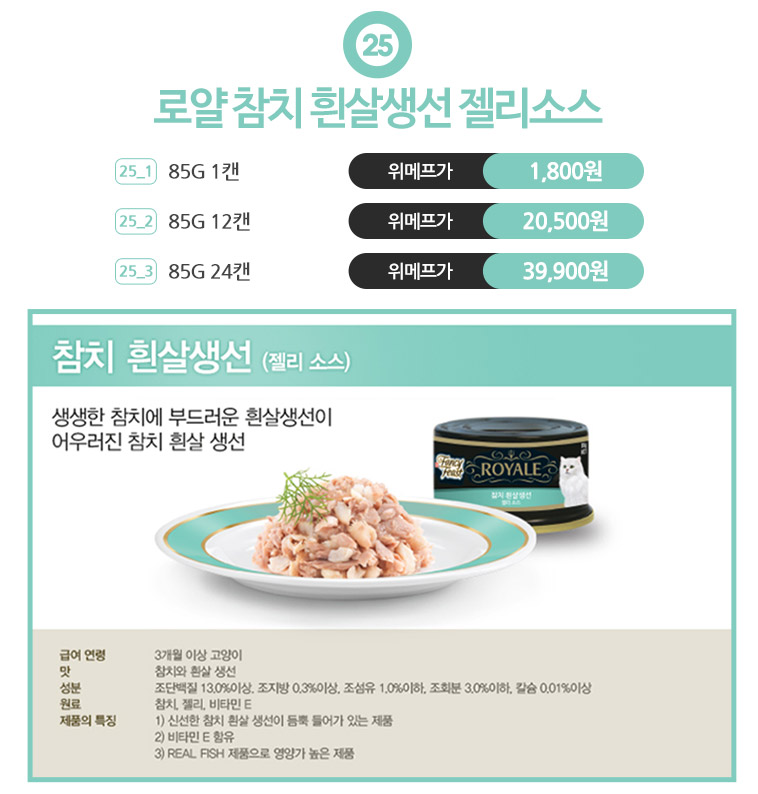 25
로얄 참치 흰살생선 젤리소스
25_1 85G 1캔 위메프가 1,800원
25_2 85G 12캔 위메프가 20,500원
25_3 85G 24캔 위메프가 39,900원
참치 흰살생선 (젤리 소스)
생생한 참치에 부드러운 흰살생선이
어우러진 참치 흰살 생선
Fancy Feast
ROYALE
참치 흰살생선
젤리 소스
급여 연령 3개월 이상 고양이
맛 참치와 흰살 생선
성분 조단백질 13.0%이상, 조지방 0.3%이상, 조섬유 1.0%이하, 조회분 3.0%이하, 칼슘 0.01%이상
원료 참치, 젤리, 비타민 E
제품의 특징 1) 신선한 참치 흰살 생선이 듬뿍 들어가 있는 제품
2) 비타민 E 함유
3) REAL FISH 제품으로 영양가 높은 제품